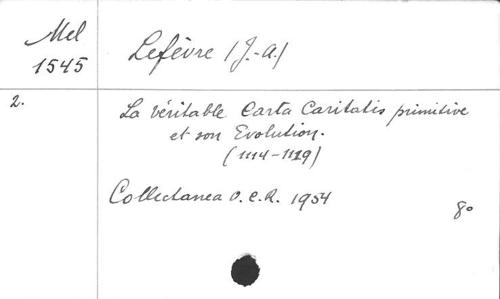 Mel
1545
Lefèvre (J.-A.)
2.
La véritable Carta Caritatis primitive
et son Evolution.
(1114-1119)
Collectanea O.C.R. 1954
8°